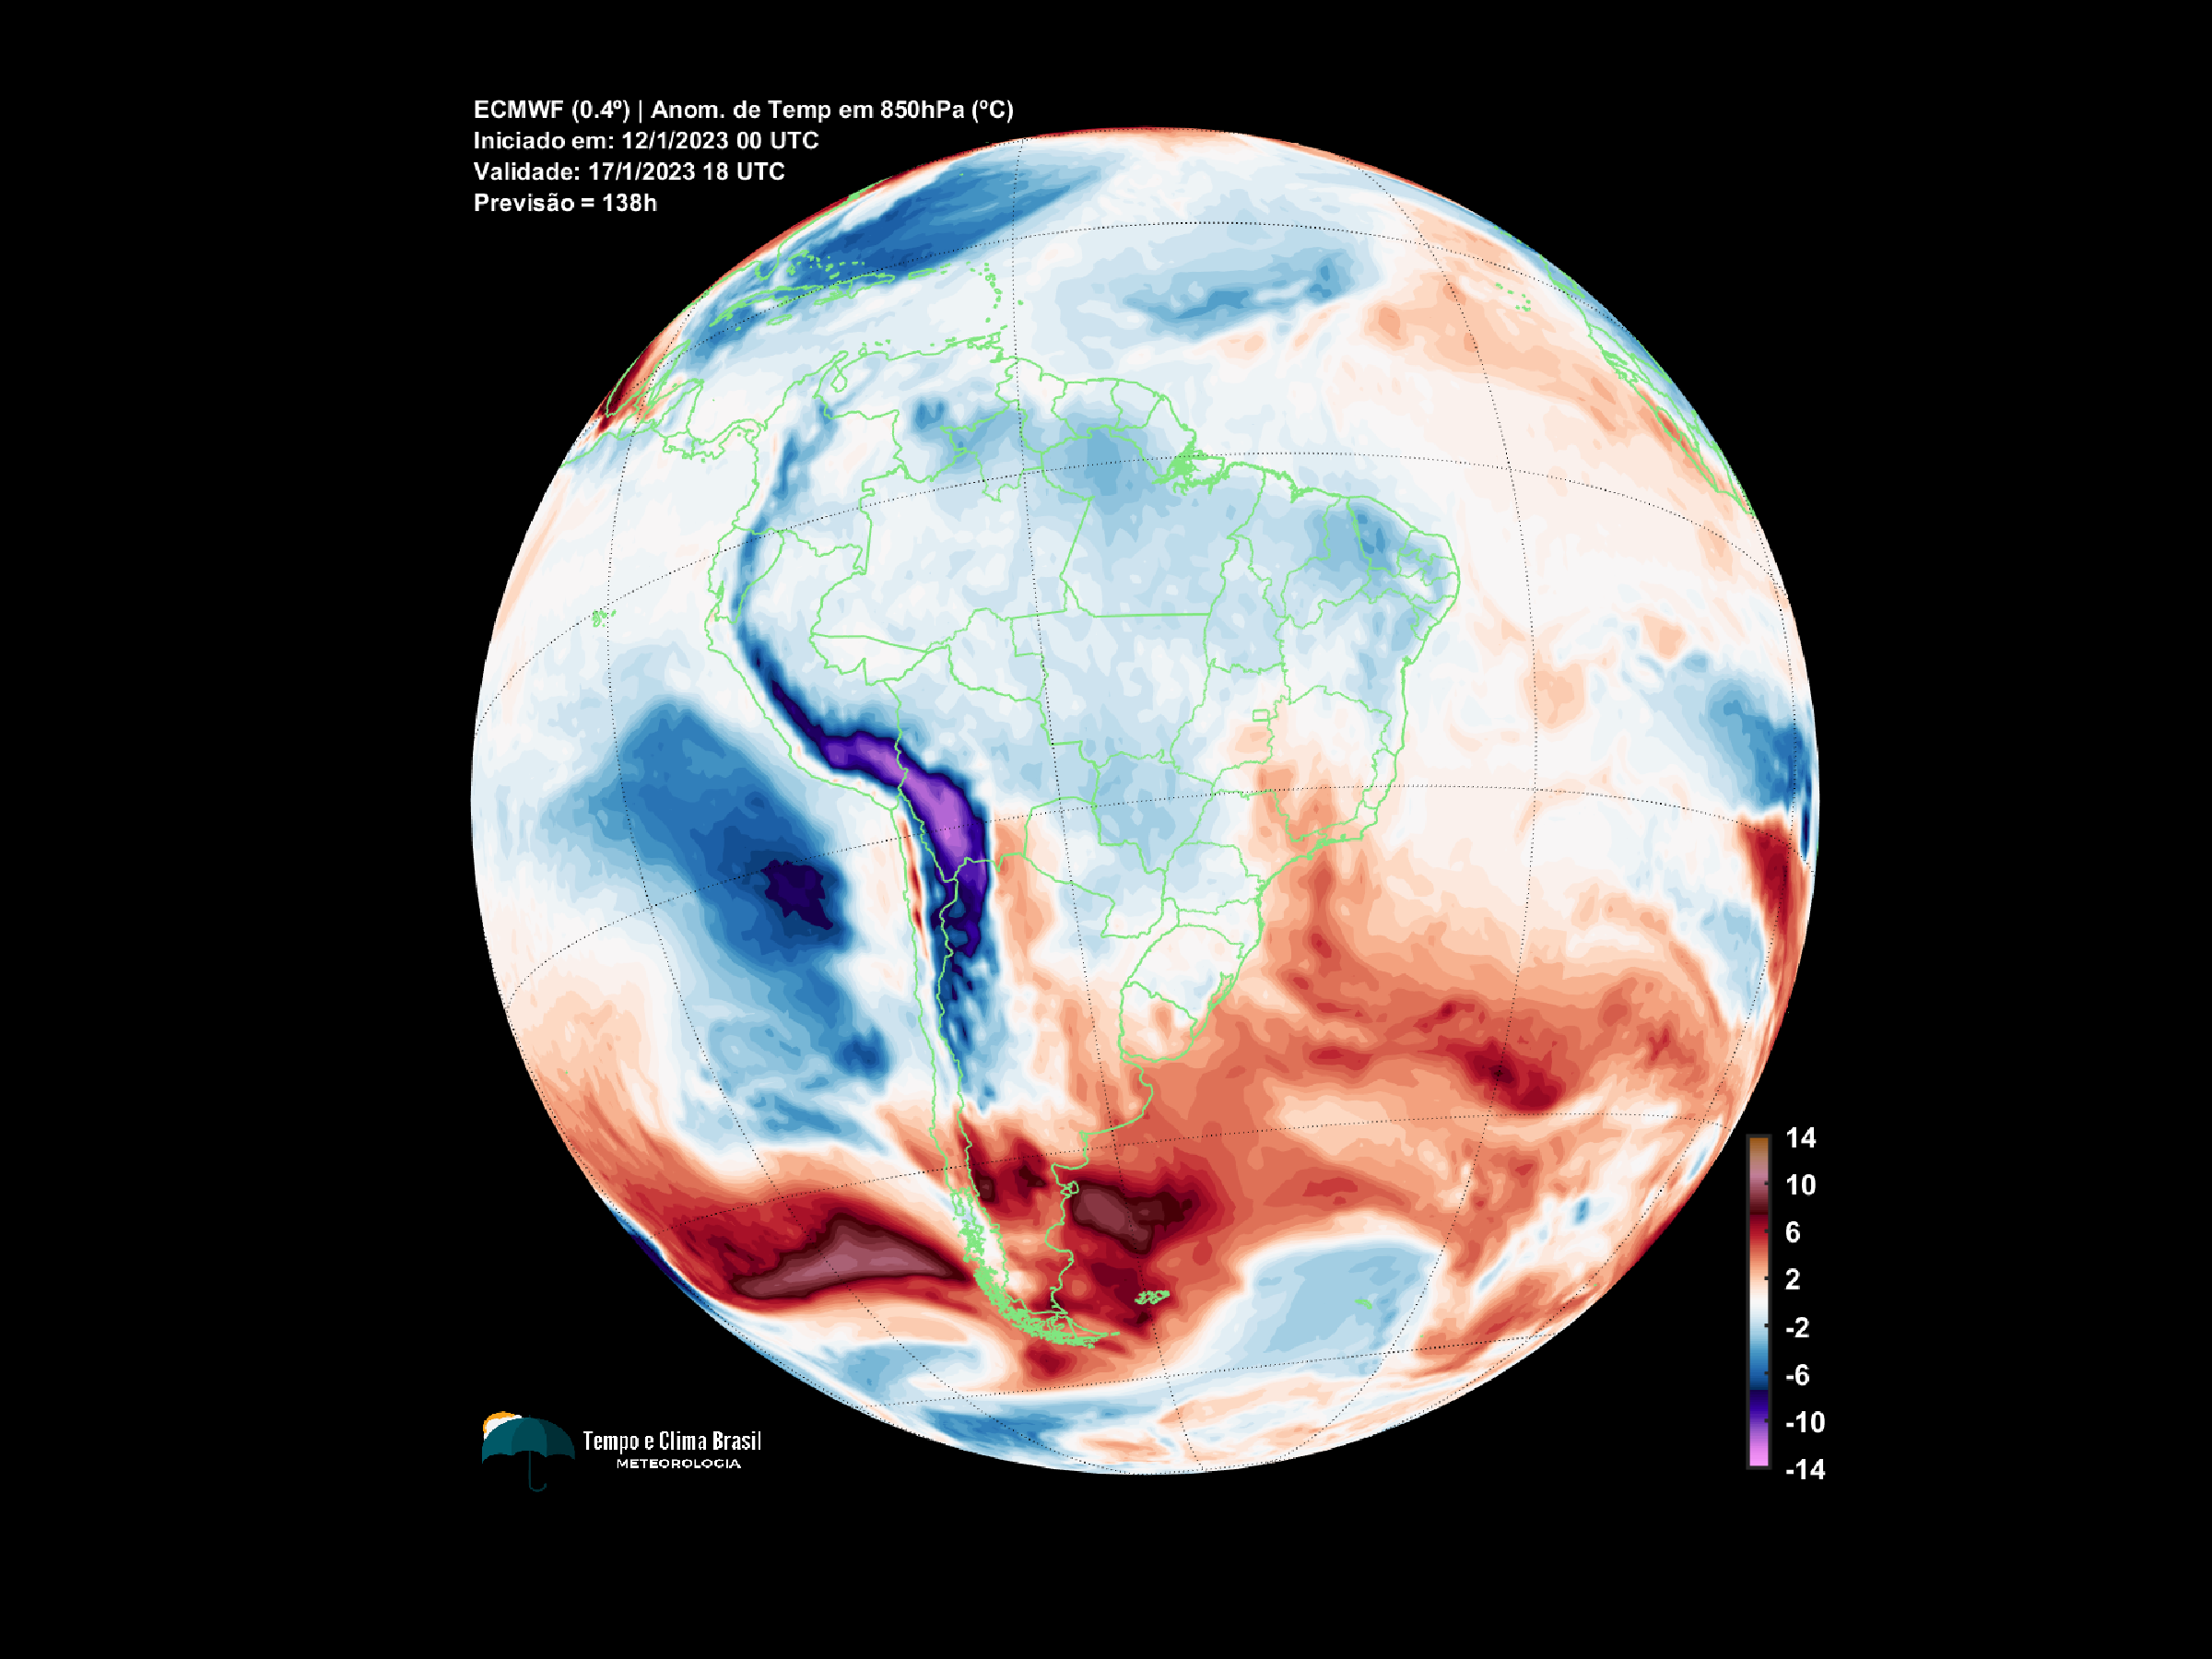 ECMWF (0.4º) | Anom. de Temp em 850hPa (ºC)
Iniciado em: 12/1/2023 00 UTC
Validade: 17/1/2023 18 UTC
Previsão = 138h
14
10
6
2
-2
-6
-10
-14
Tempo e Clima Brasil
METEOROLOGIA